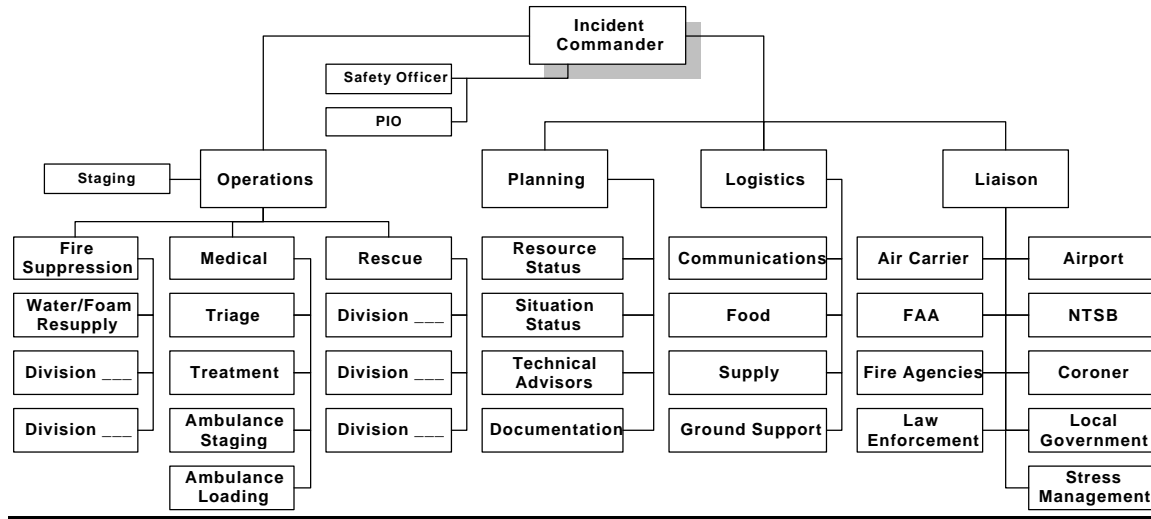 Incident
Commander
Safety Officer
PIO
Staging
Operations
Planning
Logistics
Liaison
Fire
Suppression
Medical
Rescue
Resource
Status
Communications
Air Carrier
Airport
Water/Foam
Resupply
Triage
Division ___
Situation
Status
Food
FAA
NTSB
Division ___
Treatment
Division ___
Technical
Advisors
Supply
Fire Agencies
Coroner
Division ___
Ambulance
Staging
Division ___
Documentation
Ground Support
Law
Enforcement
Local
Government
Ambulance
Loading
Stress
Management